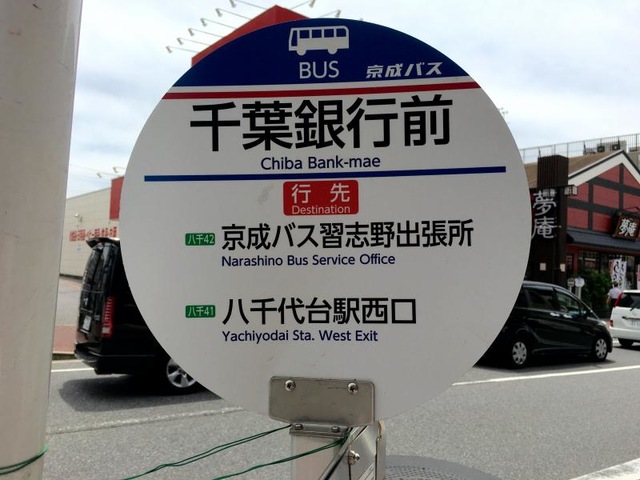 BUS 京成バス
千葉銀行前
Chiba Bank-mae
行先
Destination
八千42 京成バス習志野出張所
Narashino Bus Service Office
八千41 八千代台駅西口
Yachiyodai Sta. West Exit
夢庵
夢庵